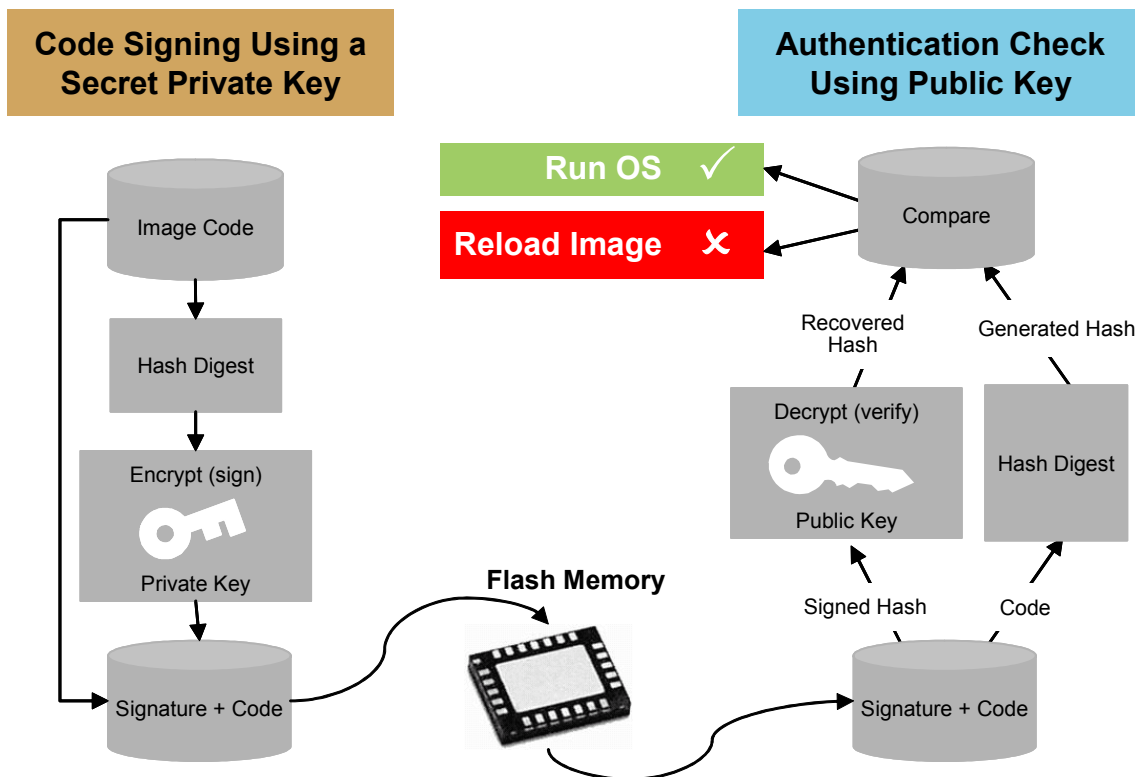 Code Signing Using a
Secret Private Key
Authentication Check
Using Public Key
Image Code
Hash Digest
Encrypt (sign)
Private Key
Signature + Code
Flash Memory
Run OS ✓
Reload Image ✗
Compare
Recovered
Hash
Generated Hash
Decrypt (verify)
Public Key
Hash Digest
Signed Hash
Code
Signature + Code